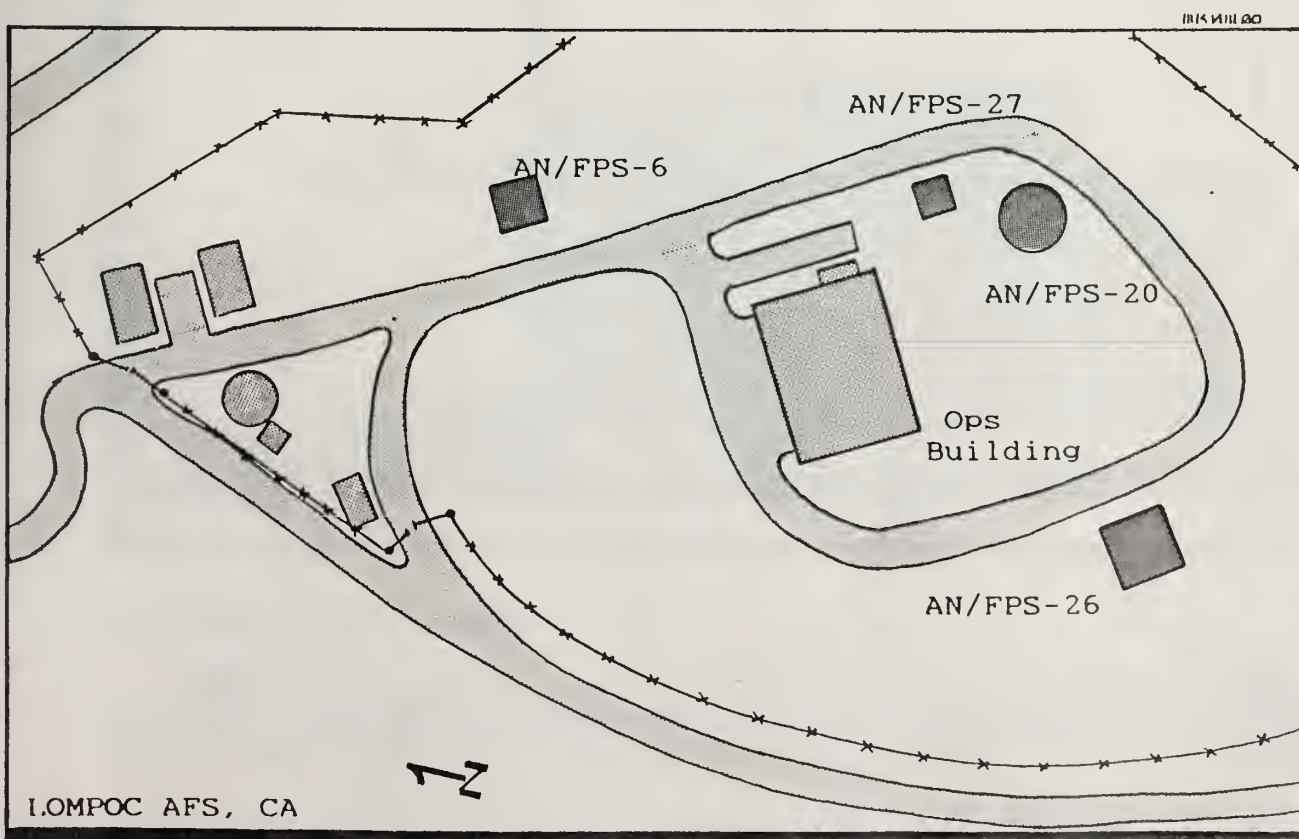 AN/FPS-27
AN/FPS-6
AN/FPS-20
Ops
Building
AN/FPS-26
N
LOMPOC AFS, CA